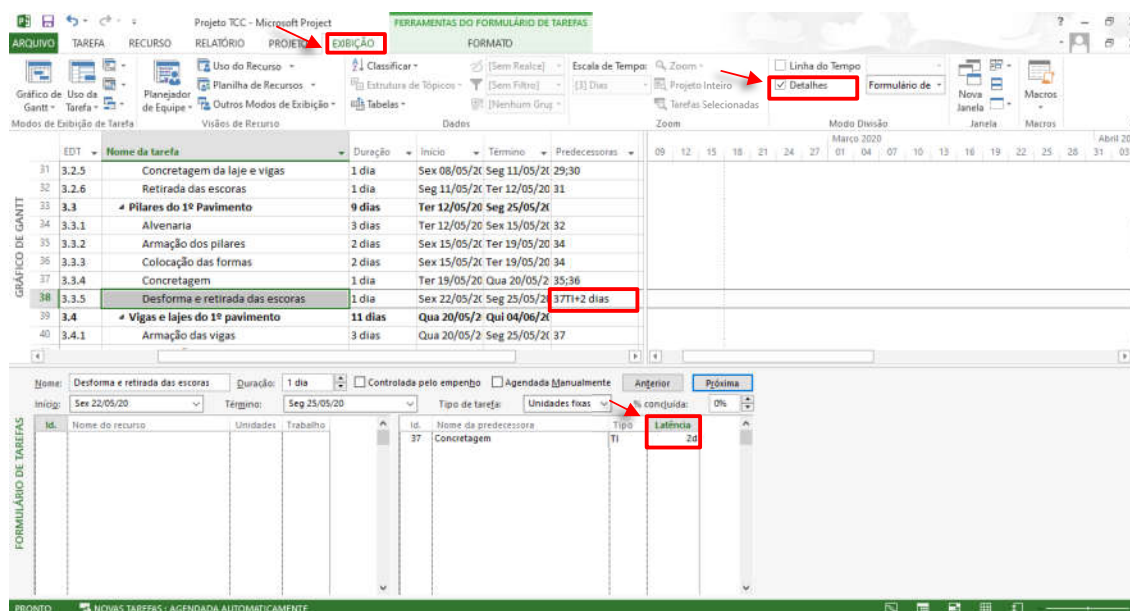 Projeto TCC - Microsoft Project
FERRAMENTAS DO FORMULÁRIO DE TAREFAS
?
ARQUIVO TAREFA RECURSO RELATÓRIO PROJETO EXIBIÇÃO FORMATO
Gráfico de Gantt
Uso da Tarefa
Planejador de Equipe
Uso do Recurso
Planilha de Recursos
Outros Modos de Exibição
Classificar
Estrutura de Tópicos
Tabelas
[Sem Realce]
[Sem Filtro]
[Nenhum Grup
Escala de Tempo:
[3] Dias
Zoom
Projeto Inteiro
Tarefas Selecionadas
Linha do Tempo
Detalhes
Formulário de
Nova Janela
Macros
Modos de Exibição de Tarefa Visões de Recurso Dados Zoom Modo Divisão Janela Macros
Março 2020 Abril 20
EDT Nome da tarefa Duração Início Término Predecessoras 09 12 15 18 21 24 27 01 04 07 10 13 16 19 22 25 28 31 03
31 3.2.5 Concretagem da laje e vigas 1 dia Sex 08/05/2( Seg 11/05/2( 29;30
32 3.2.6 Retirada das escoras 1 dia Seg 11/05/2( Ter 12/05/20 31
33 3.3 Pilares do 1º Pavimento 9 dias Ter 12/05/20 Seg 25/05/2(
34 3.3.1 Alvenaria 3 dias Ter 12/05/20 Sex 15/05/2( 32
35 3.3.2 Armação dos pilares 2 dias Sex 15/05/2( Ter 19/05/20 34
36 3.3.3 Colocação das formas 2 dias Sex 15/05/2( Ter 19/05/20 34
37 3.3.4 Concretagem 1 dia Ter 19/05/20 Qua 20/05/2 35;36
38 3.3.5 Desforma e retirada das escoras 1 dia Sex 22/05/2( Seg 25/05/2( 37TI+2 dias
39 3.4 Vigas e lajes do 1º pavimento 11 dias Qua 20/05/2 Qui 04/06/2(
40 3.4.1 Armação das vigas 3 dias Qua 20/05/2 Seg 25/05/2( 37
GRÁFICO DE GANTT
Nome: Desforma e retirada das escoras Duração: 1 dia Controlada pelo empenho Agendada Manualmente Anterior Próxima
Início: Sex 22/05/20 Término: Seg 25/05/20 Tipo de tarefa: Unidades fixas % concluída: 0%
Id. Nome do recurso Unidades Trabalho Id. Nome da predecessora Tipo Latência
37 Concretagem TI 2d
FORMULÁRIO DE TAREFAS
PRONTO NOVAS TAREFAS : AGENDADA AUTOMATICAMENTE